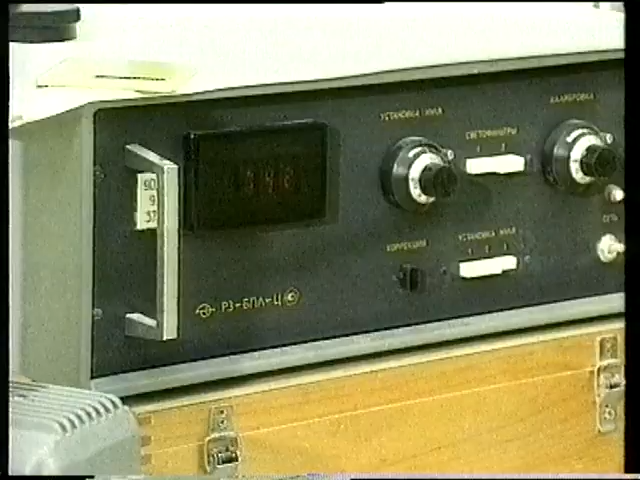 УСТАНОВКА НУЛЯ
КАЛИБРОВКА
СВЕТОФИЛЬТРЫ
1 2
90
9
37
КОРРЕКЦИЯ
УСТАНОВКА НУЛЯ
1 2 3
СЕТЬ
РЗ-БПЛ-Ц